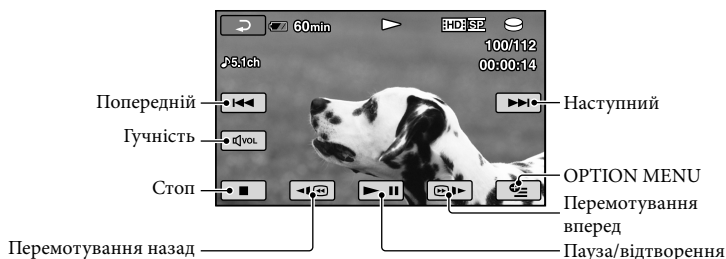 60min
HD SP
100/112
♪5.1ch
00:00:14
Попередній
Наступний
Гучність
VOL
Стоп
OPTION MENU
Перемотування
вперед
Перемотування назад
Пауза/відтворення